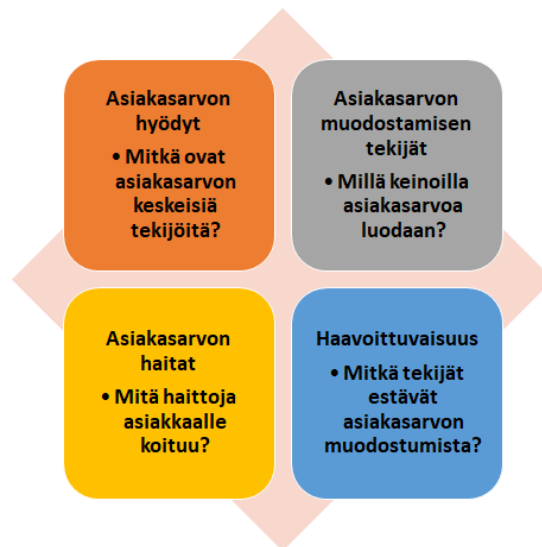 Asiakasarvon
hyödyt
• Mitkä ovat
asiakasarvon
keskeisiä
tekijöitä?
Asiakasarvon
muodostamisen
tekijät
• Millä keinoilla
asiakasarvoa
luodaan?
Asiakasarvon
haitat
• Mitä haittoja
asiakkaalle
koituu?
Haavoittuvaisuus
• Mitkä tekijät
estävät
asiakasarvon
muodostumista?